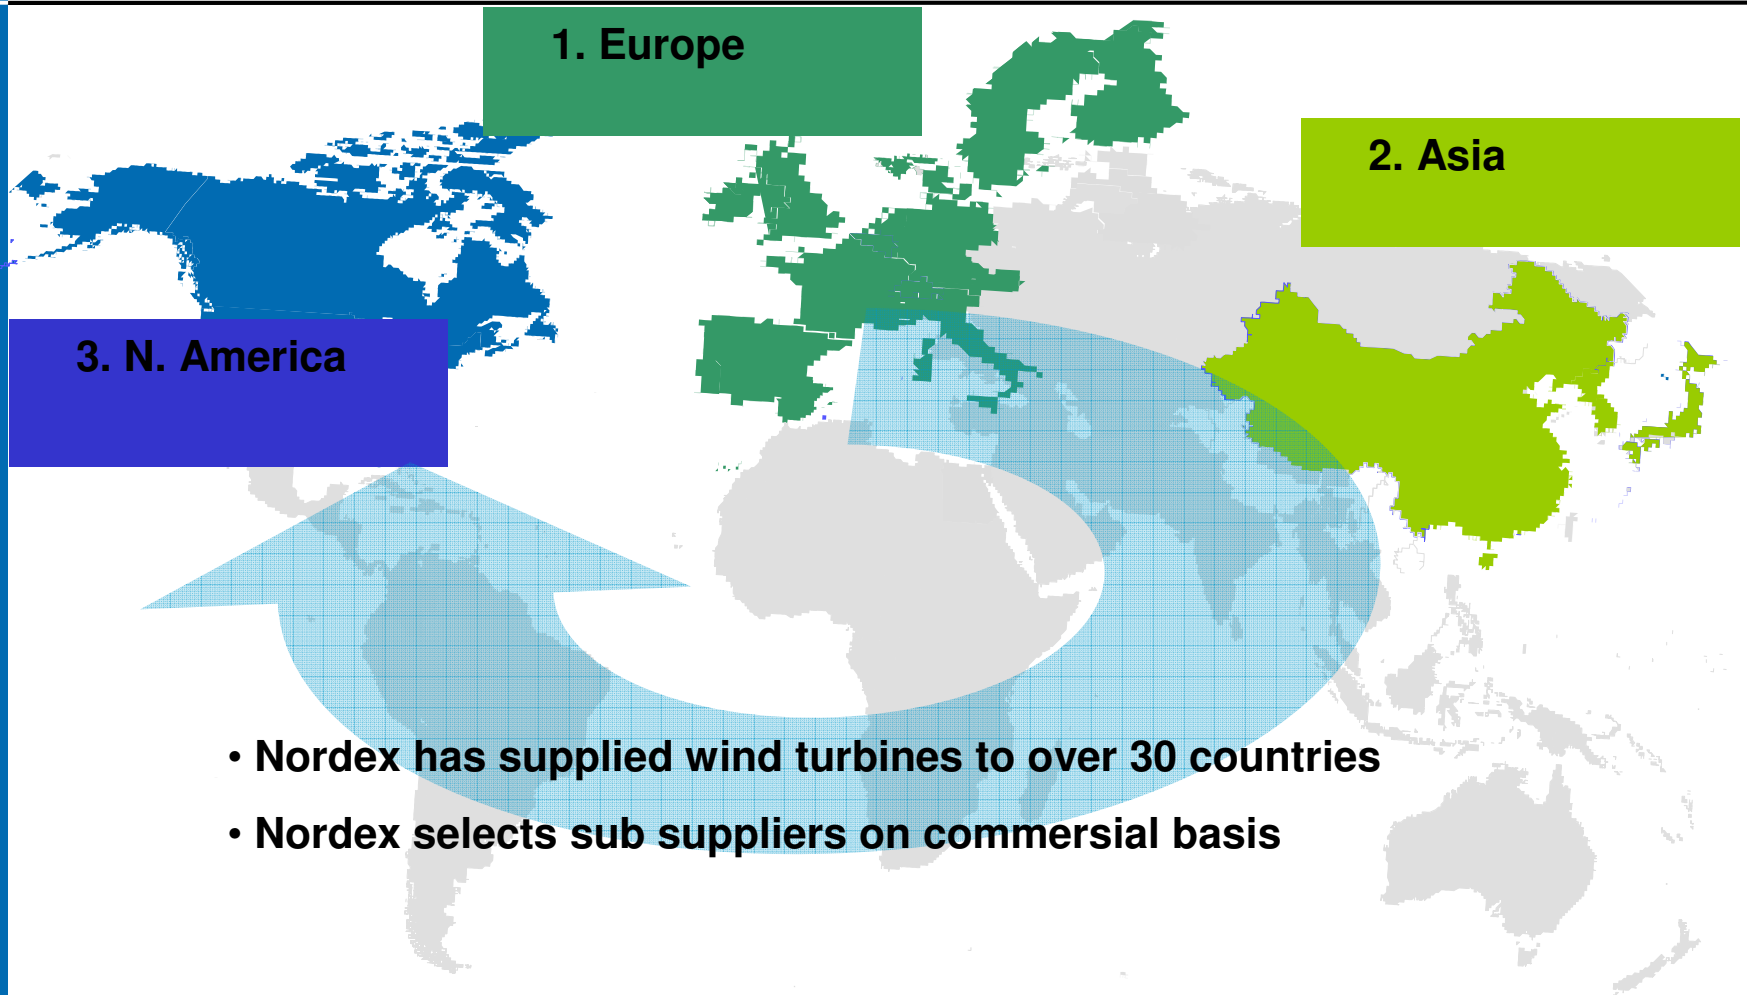 1. Europe
2. Asia
3. N. America
• Nordex has supplied wind turbines to over 30 countries
• Nordex selects sub suppliers on commersial basis